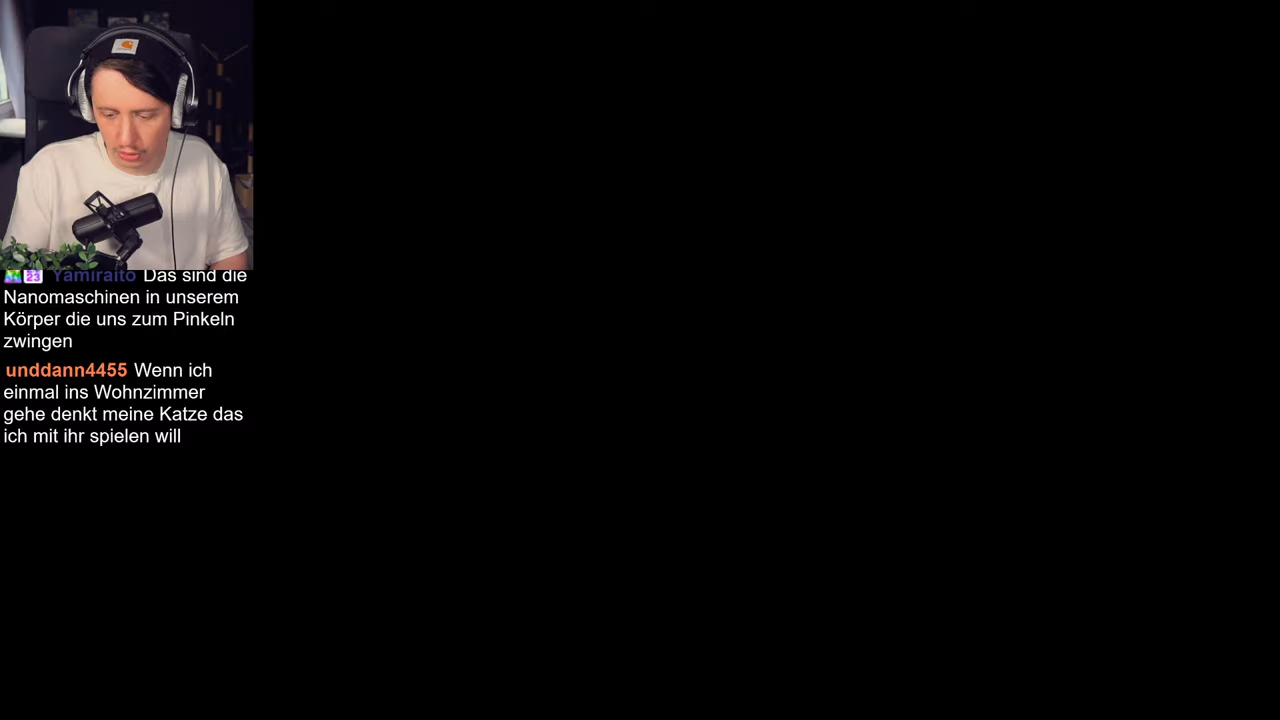 23 Yamiraito Das sind die
Nanomaschinen in unserem
Körper die uns zum Pinkeln
zwingen
unddann4455 Wenn ich
einmal ins Wohnzimmer
gehe denkt meine Katze das
ich mit ihr spielen will